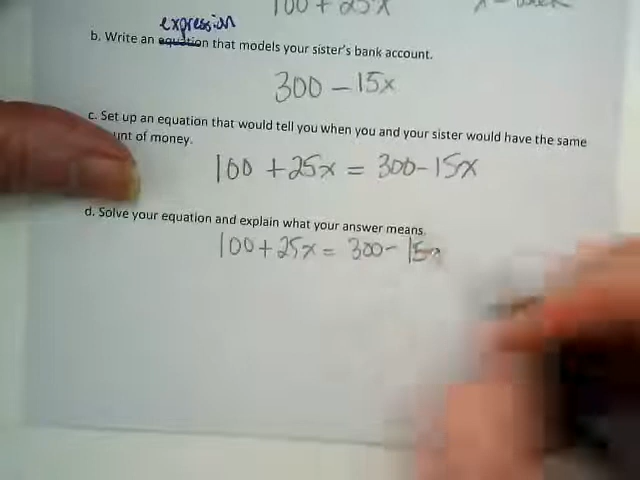 100 + 25x
expression
b. Write an equation that models your sister's bank account.
300 - 15x
c. Set up an equation that would tell you when you and your sister would have the same
of money.
100 + 25x = 300 - 15x
d. Solve your equation and explain what your answer means.
100 + 25x = 300 - 15x